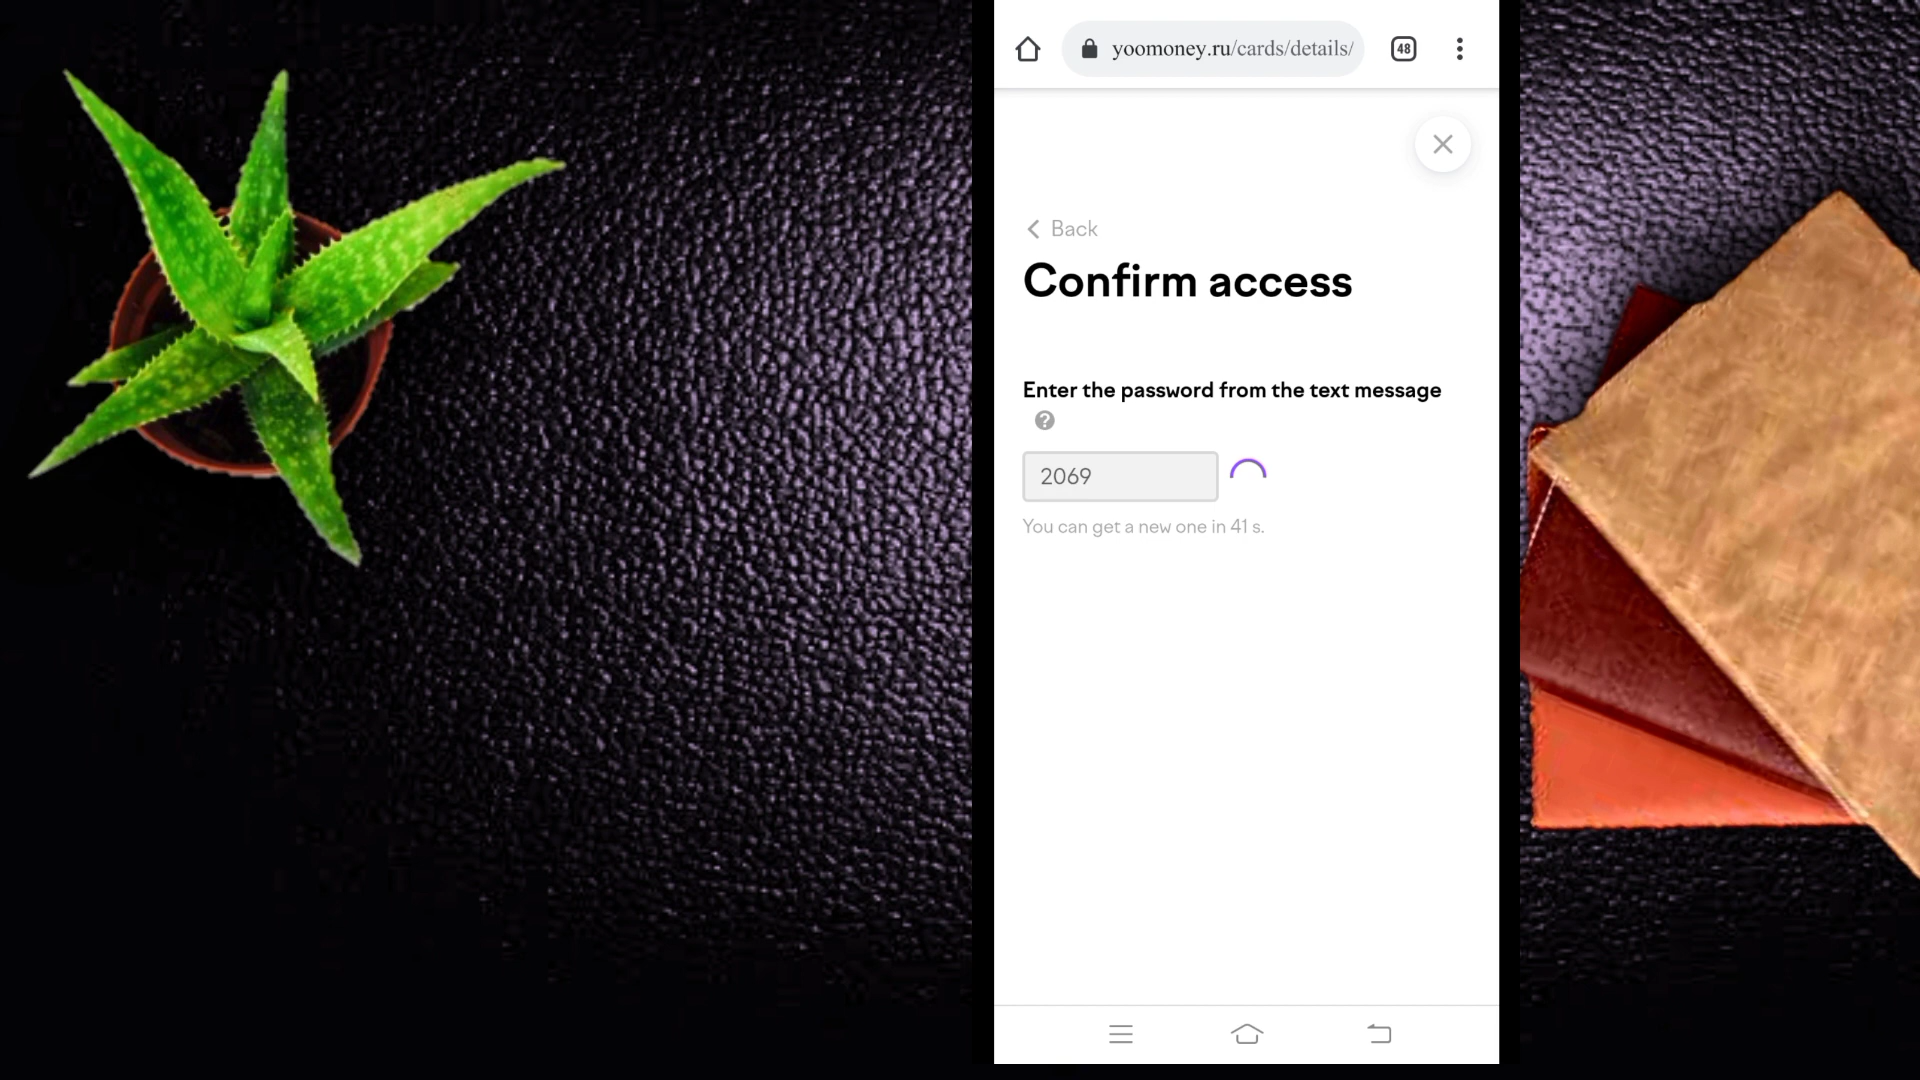 yoomoney.ru/cards/details/
48
Back
Confirm access
Enter the password from the text message
?
2069
You can get a new one in 41 s.